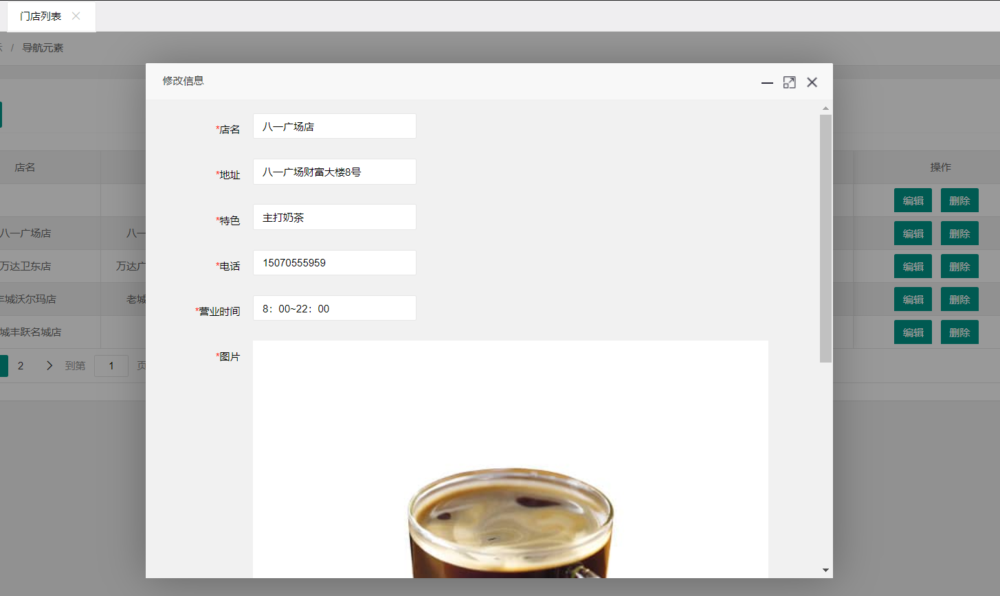 门店列表
/ 导航元素
修改信息
*店名 八一广场店
*地址 八一广场财富大楼8号
*特色 主打奶茶
*电话 15070555959
*营业时间 8：00~22：00
*图片
店名 操作
编辑 删除
八一广场店 八一 编辑 删除
万达卫东店 万达广 编辑 删除
城沃尔玛店 老城 编辑 删除
城丰跃名城店 编辑 删除
2 到第 1 页